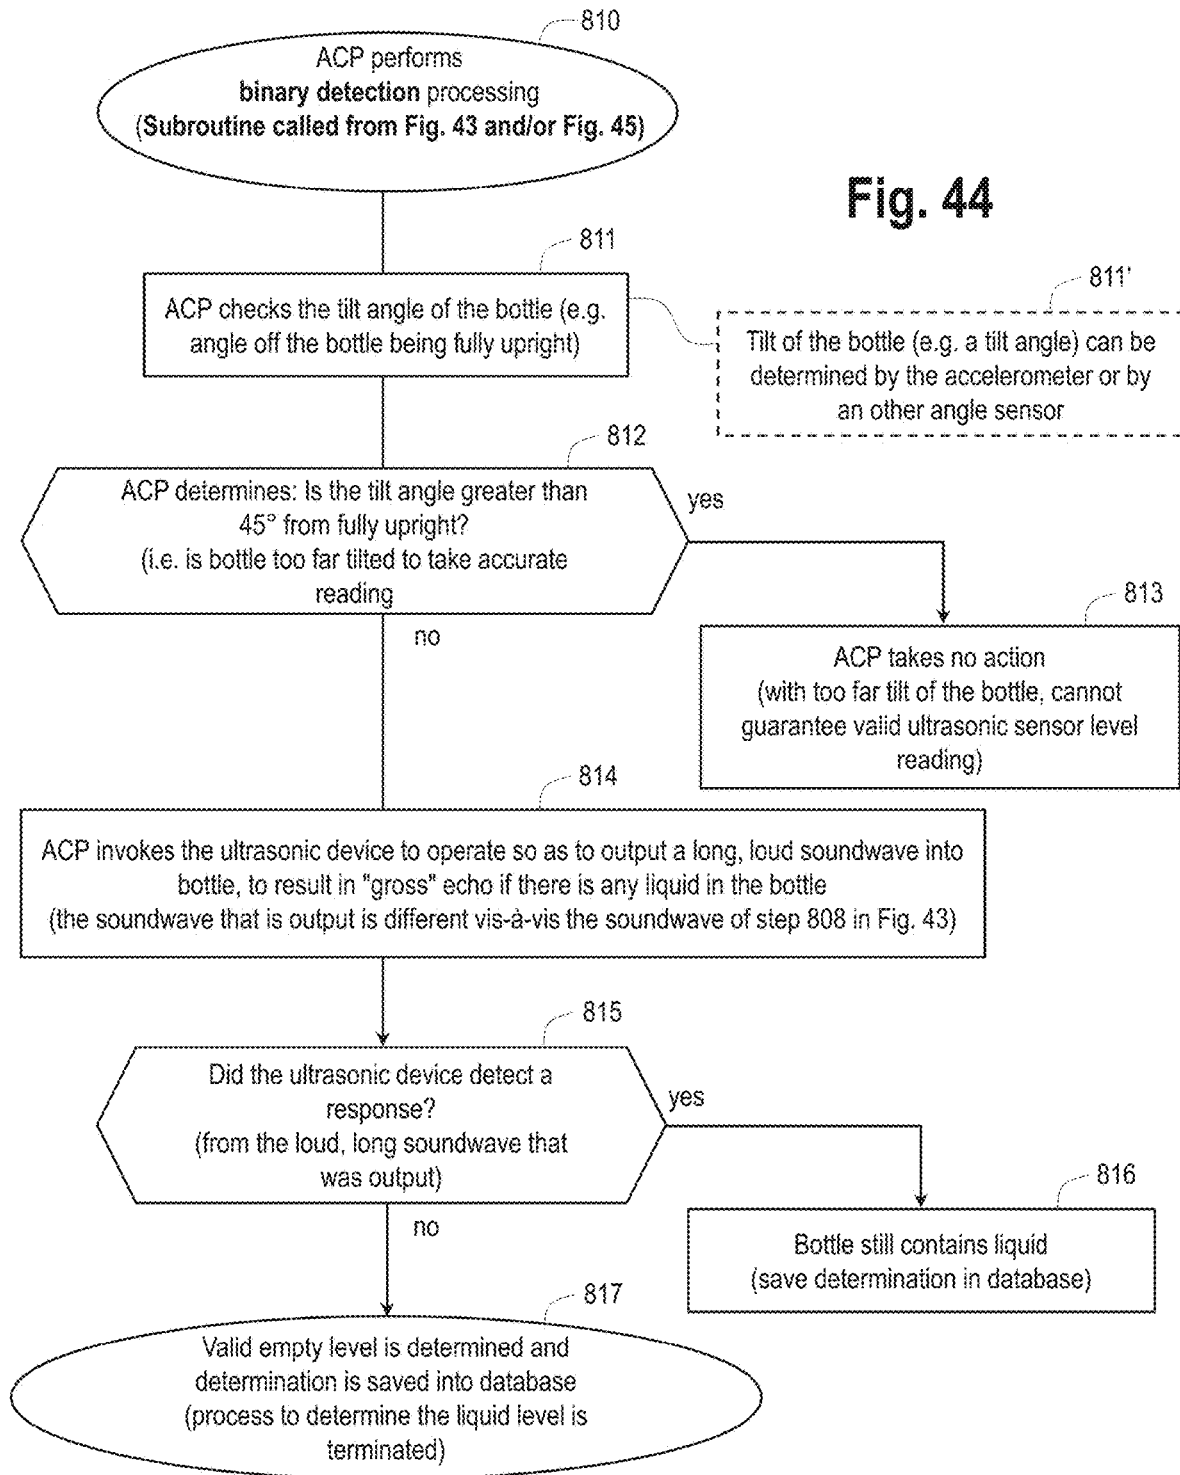 810
ACP performs
binary detection processing
(Subroutine called from Fig. 43 and/or Fig. 45)
Fig. 44
811
ACP checks the tilt angle of the bottle (e.g.
angle off the bottle being fully upright)
811'
Tilt of the bottle (e.g. a tilt angle) can be
determined by the accelerometer or by
an other angle sensor
812
ACP determines: Is the tilt angle greater than
45° from fully upright?
(i.e. is bottle too far tilted to take accurate
reading
yes
no
813
ACP takes no action
(with too far tilt of the bottle, cannot
guarantee valid ultrasonic sensor level
reading)
814
ACP invokes the ultrasonic device to operate so as to output a long, loud soundwave into
bottle, to result in "gross" echo if there is any liquid in the bottle
(the soundwave that is output is different vis-à-vis the soundwave of step 808 in Fig. 43)
815
Did the ultrasonic device detect a
response?
(from the loud, long soundwave that
was output)
yes
no
816
Bottle still contains liquid
(save determination in database)
817
Valid empty level is determined and
determination is saved into database
(process to determine the liquid level is
terminated)